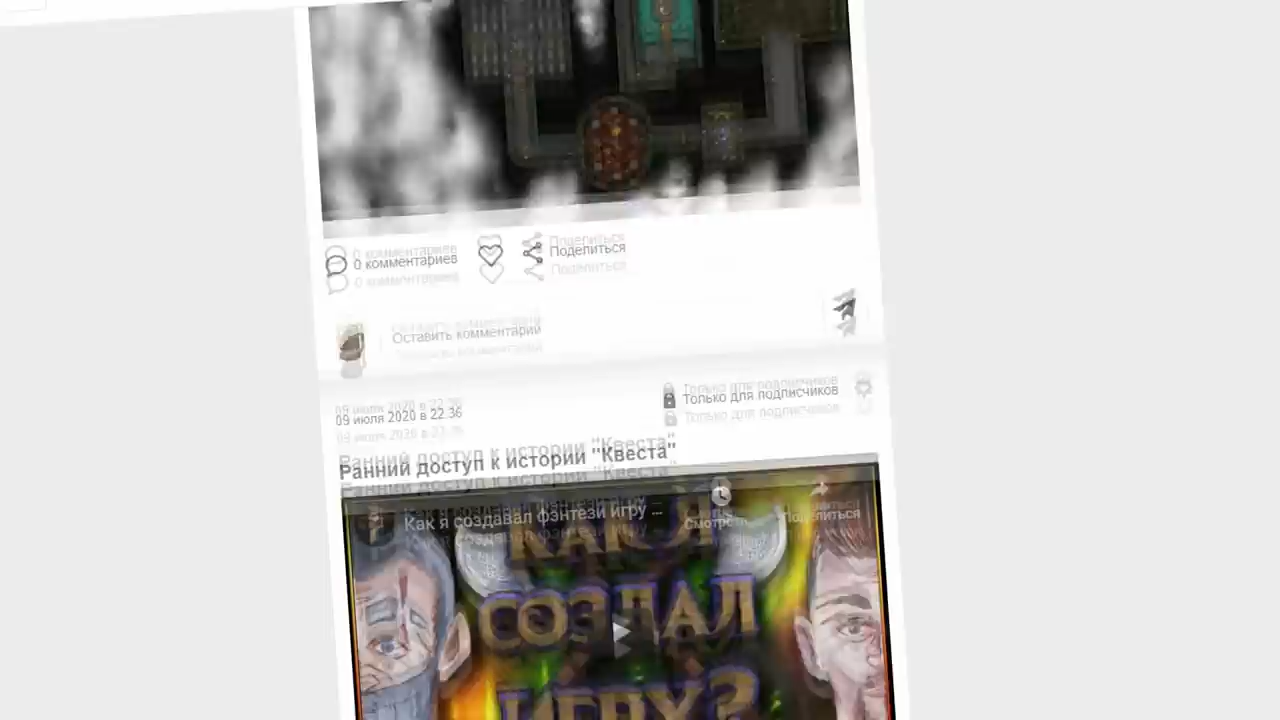 0 комментариев
Поделиться
Оставить комментарий
09 июля 2020 в 22.36
Только для подписчиков
Ранний доступ к истории "Квеста"
Как я создавал фэнтези игру ...
Смотреть
Поделиться
КАК Я
СОЗДАЛ
ИГРУ?